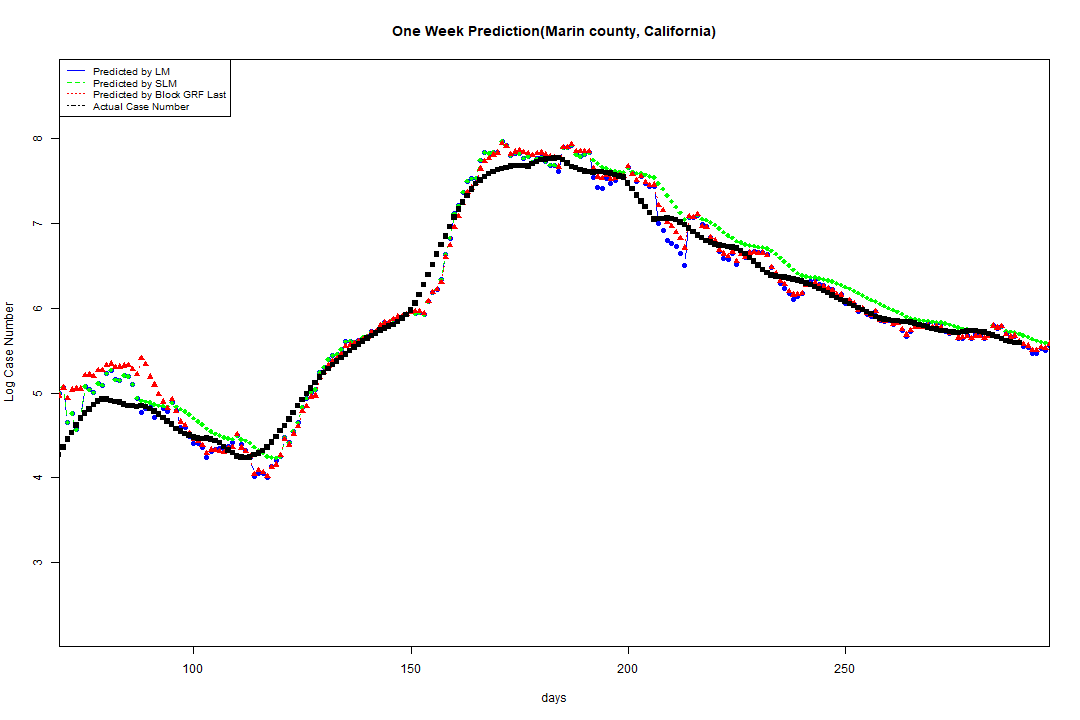 One Week Prediction(Marin county, California)
Predicted by LM
Predicted by SLM
Predicted by Block GRF Last
Actual Case Number
8
7
6
5
4
3
Log Case Number
100 150 200 250
days